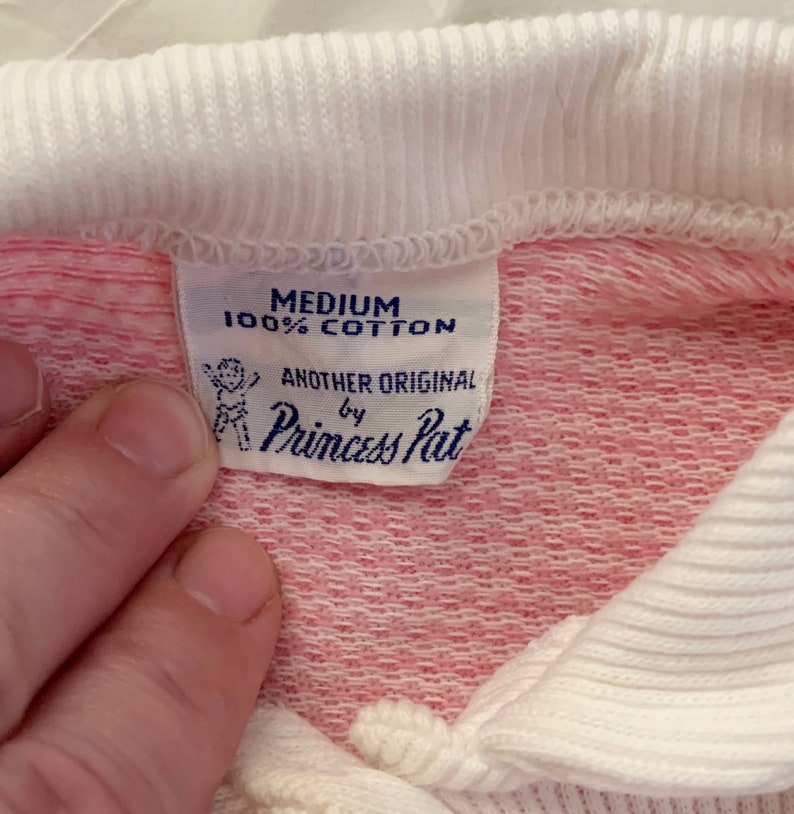 MEDIUM
100% COTTON
ANOTHER ORIGINAL
by
Princess Pat